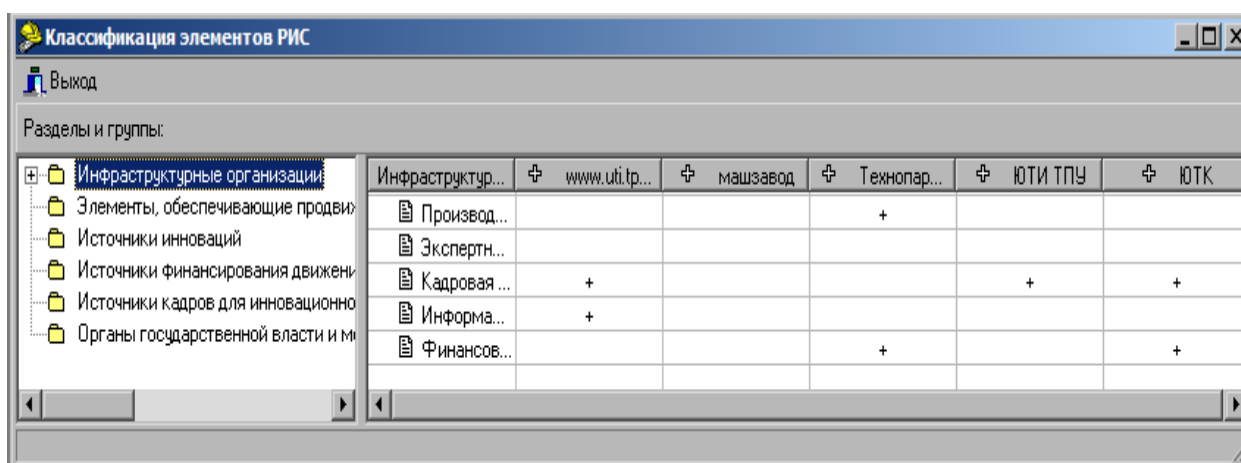 Классификация элементов РИС
Выход
Разделы и группы:
Инфраструктурные организации
Элементы, обеспечивающие продвиж
Источники инноваций
Источники финансирования движени
Источники кадров для инновационно
Органы государственной власти и м
Инфраструктур... www.uti.tp... машзавод Технопар... ЮТИ ТПУ ЮТК
Производ... +
Экспертн...
Кадровая ... + + +
Информа... +
Финансов... + +